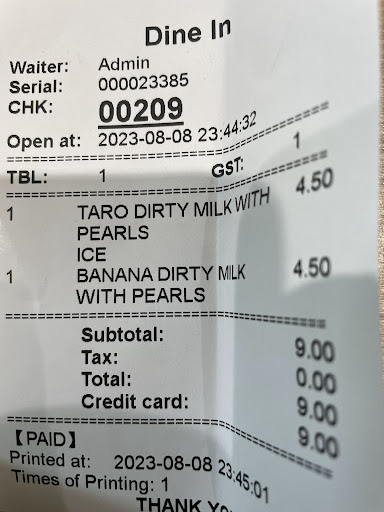 Dine In
Waiter: Admin
Serial: 000023385
CHK: 00209
Open at: 2023-08-08 23:44:32
TBL: 1 GST: 1
1 TARO DIRTY MILK WITH 4.50
PEARLS
ICE
1 BANANA DIRTY MILK 4.50
WITH PEARLS
Subtotal: 9.00
Tax: 0.00
Total: 9.00
Credit card: 9.00
【PAID】
Printed at: 2023-08-08 23:45:01
Times of Printing: 1
THANK